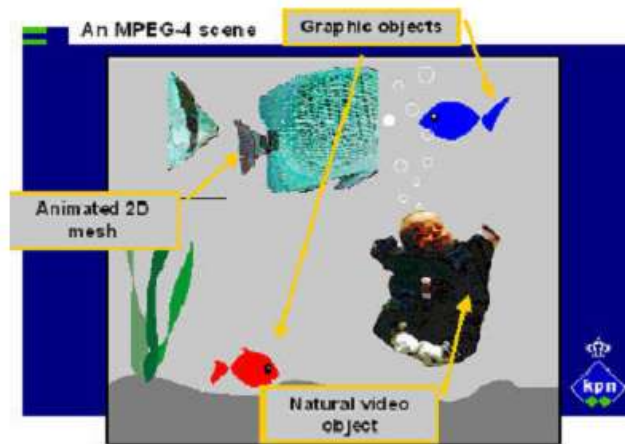 An MPEG-4 scene
Graphic objects
Animated 2D
mesh
Natural video
object
kpn